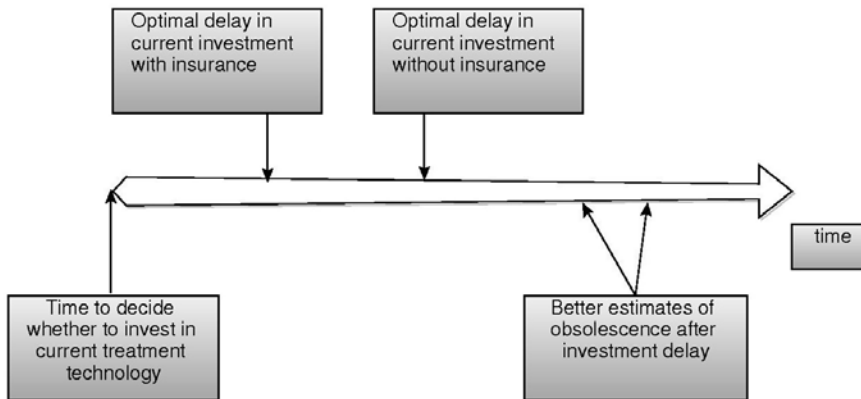 Optimal delay in
current investment
with insurance
Optimal delay in
current investment
without insurance
time
Time to decide
whether to invest in
current treatment
technology
Better estimates of
obsolescence after
investment delay